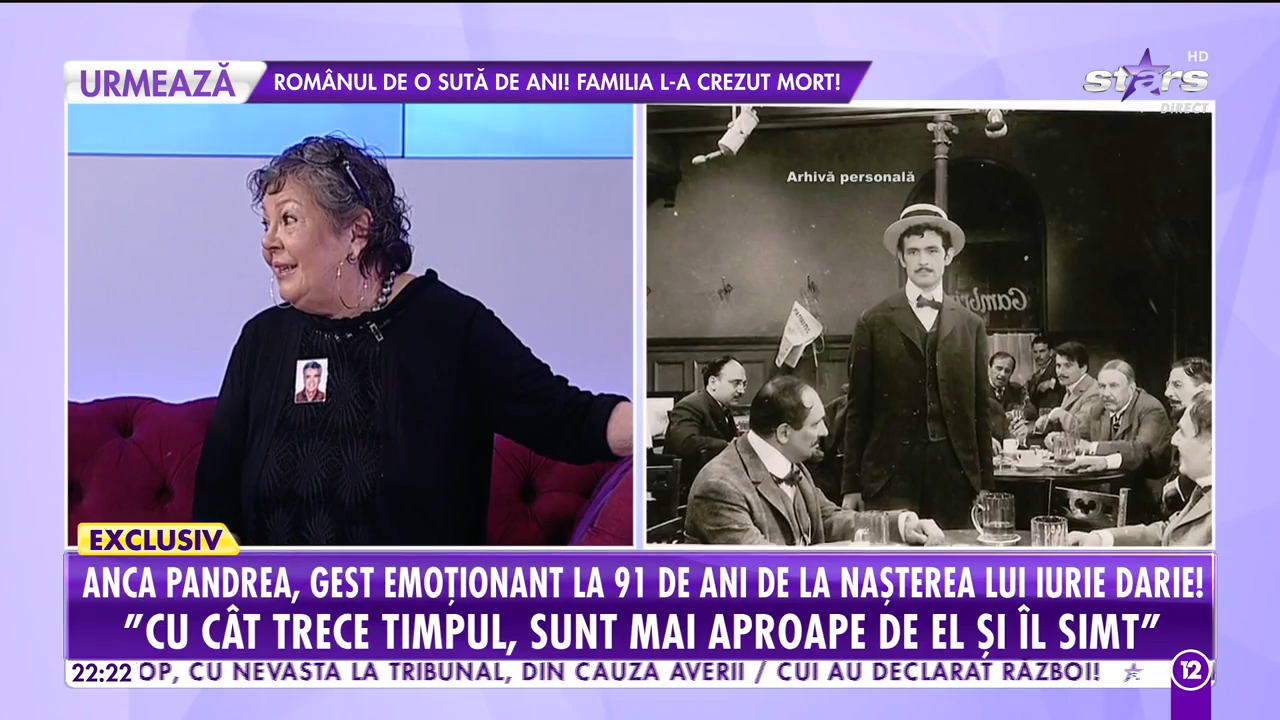 HD
URMEAZĂ
ROMÂNUL DE O SUTĂ DE ANI! FAMILIA L-A CREZUT MORT!
stars
DIRECT
Arhivă personală
EXCLUSIV
ANCA PANDREA, GEST EMOȚIONANT LA 91 DE ANI DE LA NAȘTEREA LUI IURIE DARIE!
"CU CÂT TRECE TIMPUL, SUNT MAI APROAPE DE EL ȘI ÎL SIMT"
22:22 OP, CU NEVASTA LA TRIBUNAL, DIN CAUZA AVERII / CUI AU DECLARAT RĂZBOI!
12